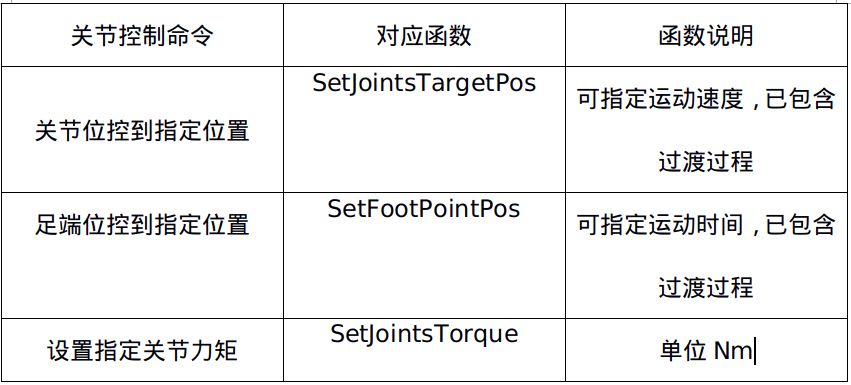 关节控制命令
对应函数
函数说明
关节位控到指定位置
SetJointsTargetPos
可指定运动速度,已包含
过渡过程
足端位控到指定位置
SetFootPointPos
可指定运动时间,已包含
过渡过程
设置指定关节力矩
SetJointsTorque
单位 Nm